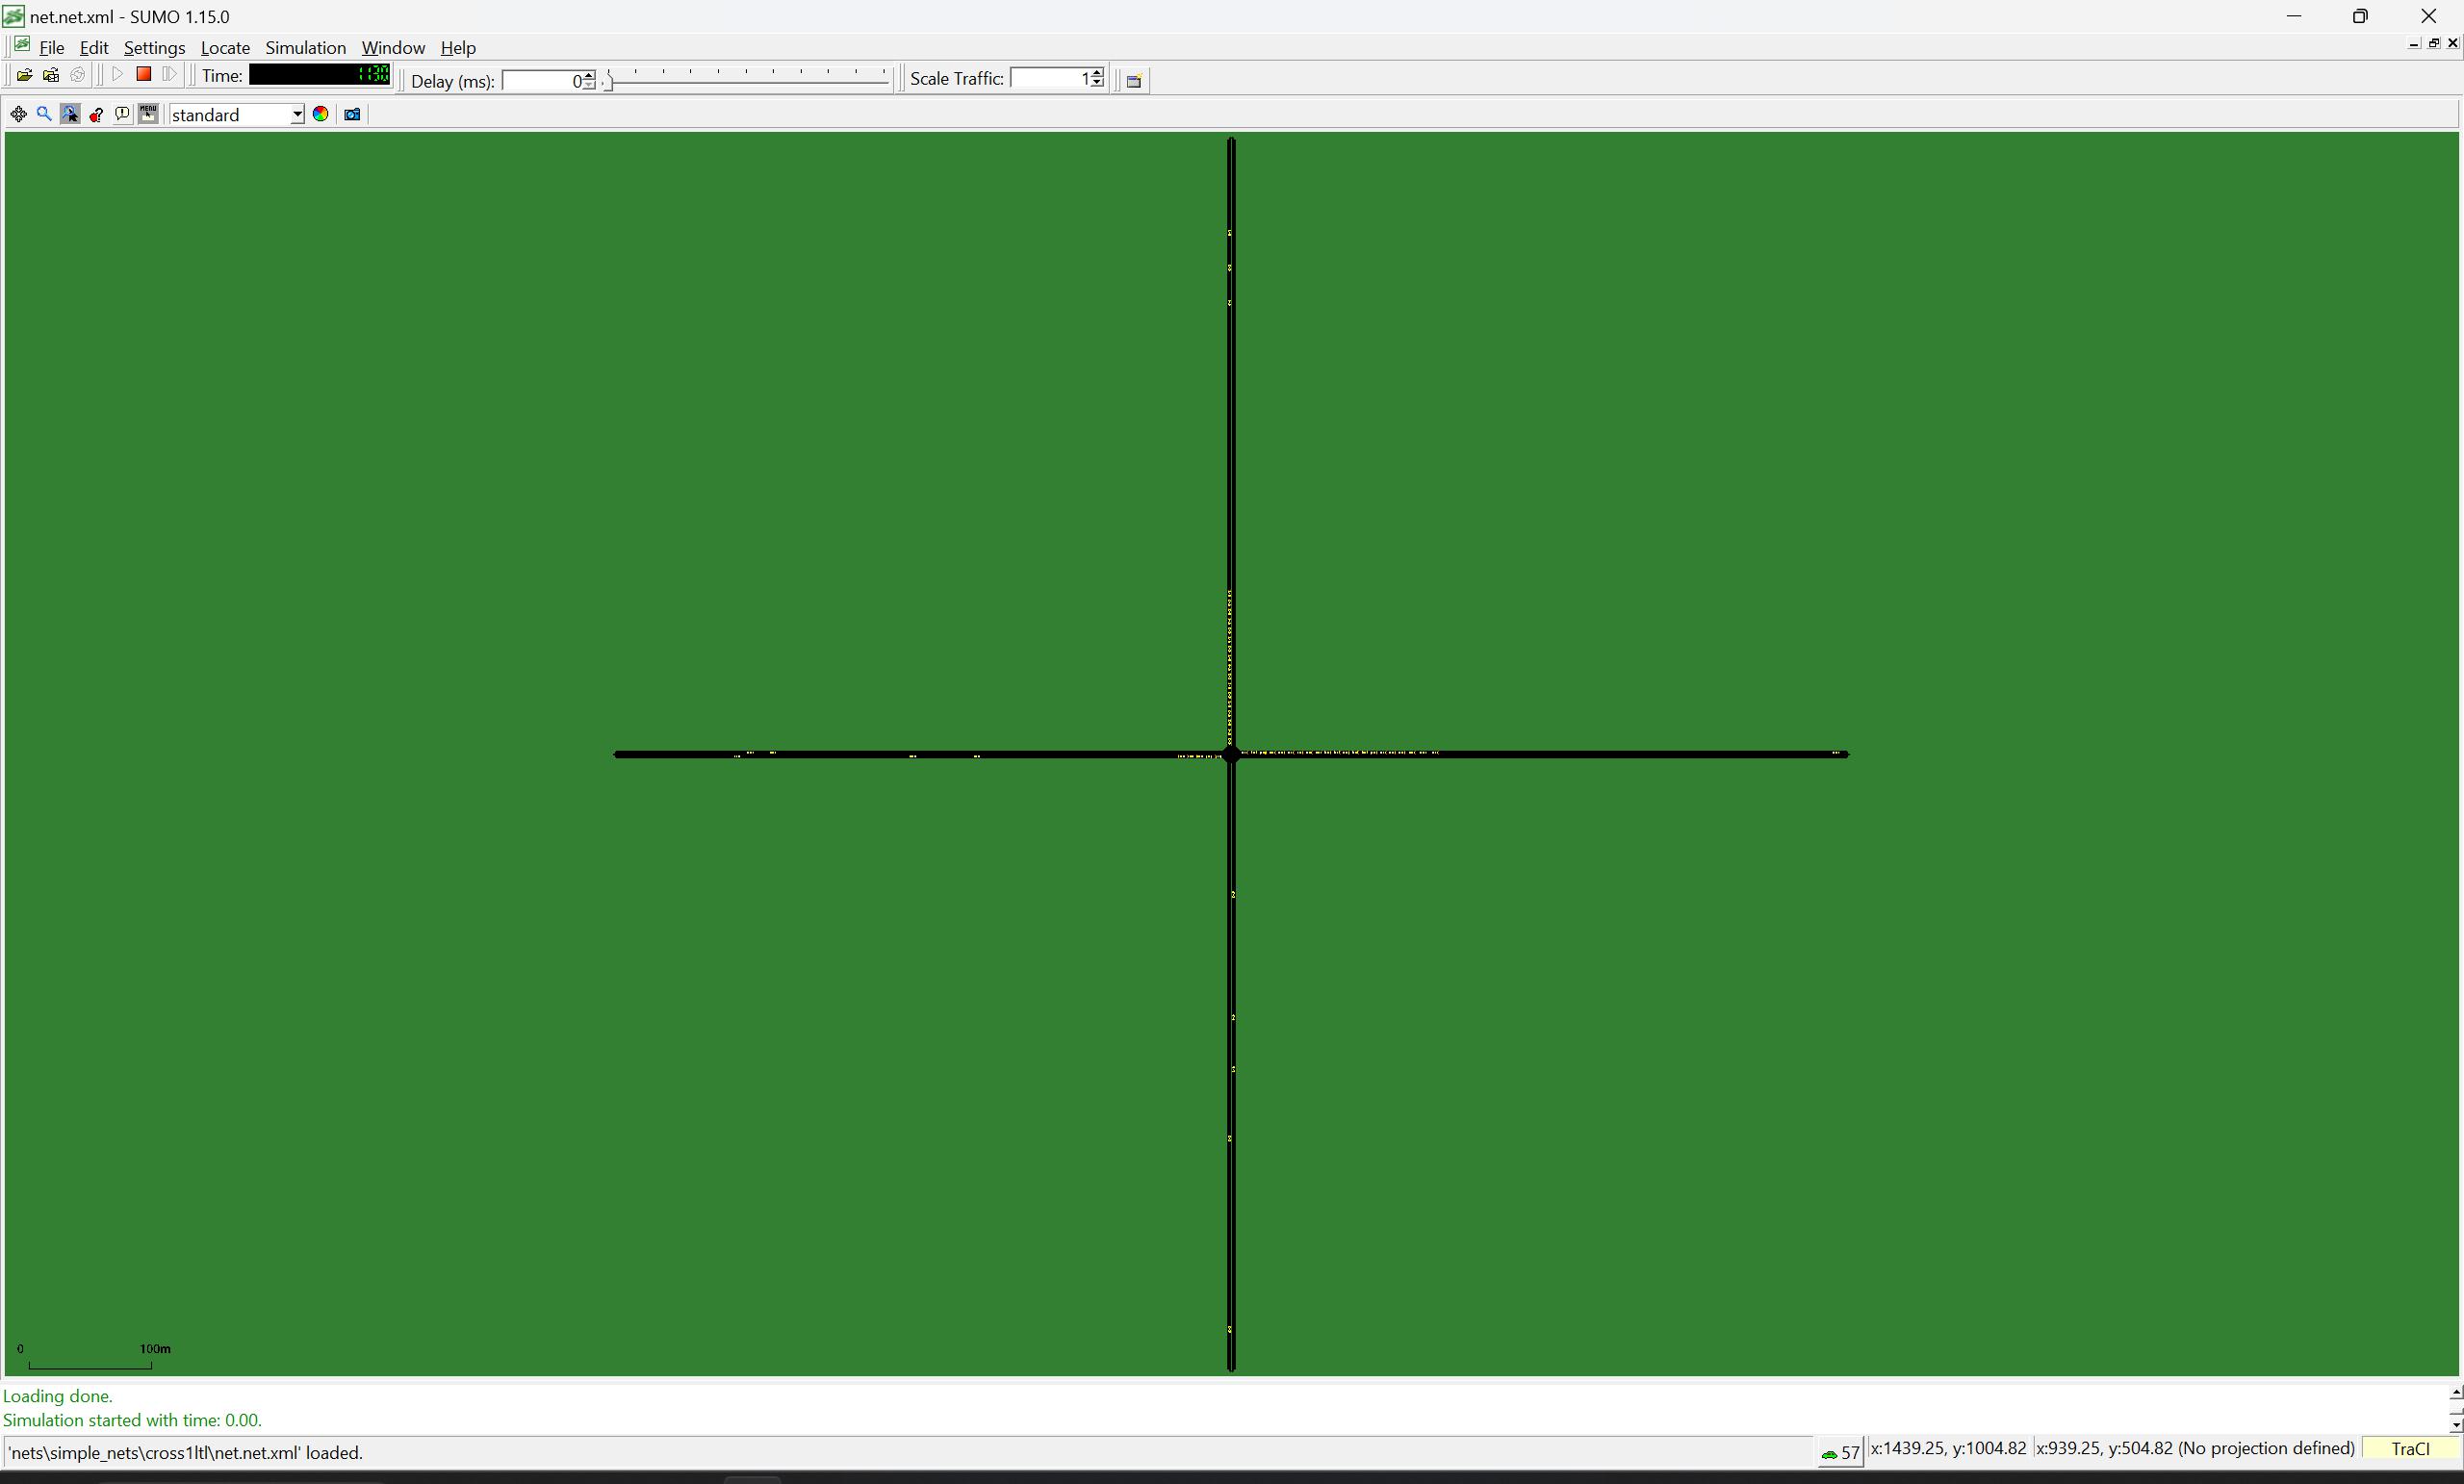 net.net.xml - SUMO 1.15.0
File Edit Settings Locate Simulation Window Help
Time: 1130 Delay (ms): 0 Scale Traffic: 1
MENU standard
0 100m
Loading done.
Simulation started with time: 0.00.
'nets\simple_nets\cross1ltl\net.net.xml' loaded. 57 x:1439.25, y:1004.82 x:939.25, y:504.82 (No projection defined) TraCI